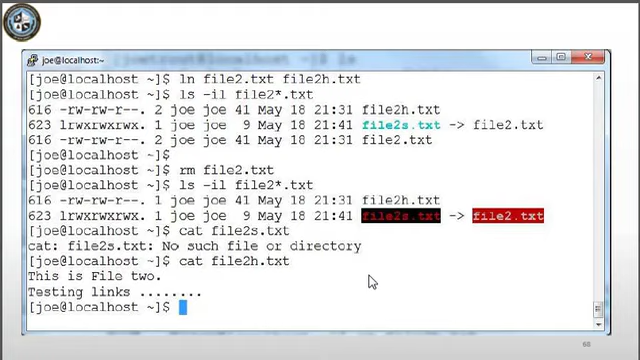 joe@localhost:~
[joe@localhost ~]$ ln file2.txt file2h.txt
[joe@localhost ~]$ ls -il file2*.txt
616 -rw-rw-r--. 2 joe joe 41 May 18 21:31 file2h.txt
623 lrwxrwxrwx. 1 joe joe  9 May 18 21:41 file2s.txt -> file2.txt
616 -rw-rw-r--. 2 joe joe 41 May 18 21:31 file2.txt
[joe@localhost ~]$
[joe@localhost ~]$ rm file2.txt
[joe@localhost ~]$ ls -il file2*.txt
616 -rw-rw-r--. 1 joe joe 41 May 18 21:31 file2h.txt
623 lrwxrwxrwx. 1 joe joe  9 May 18 21:41 file2s.txt -> file2.txt
[joe@localhost ~]$ cat file2s.txt
cat: file2s.txt: No such file or directory
[joe@localhost ~]$ cat file2h.txt
This is File two.
Testing links ........
[joe@localhost ~]$
68